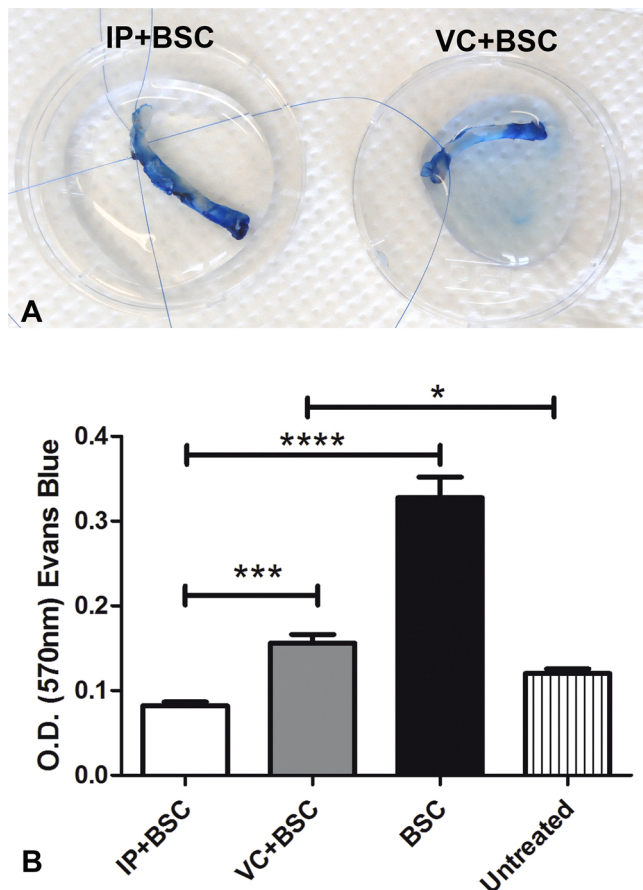 IP+BSC
VC+BSC
A
*
****
***
O.D. (570nm) Evans Blue
0.4
0.3
0.2
0.1
0.0
IP+BSC
VC+BSC
BSC
Untreated
B